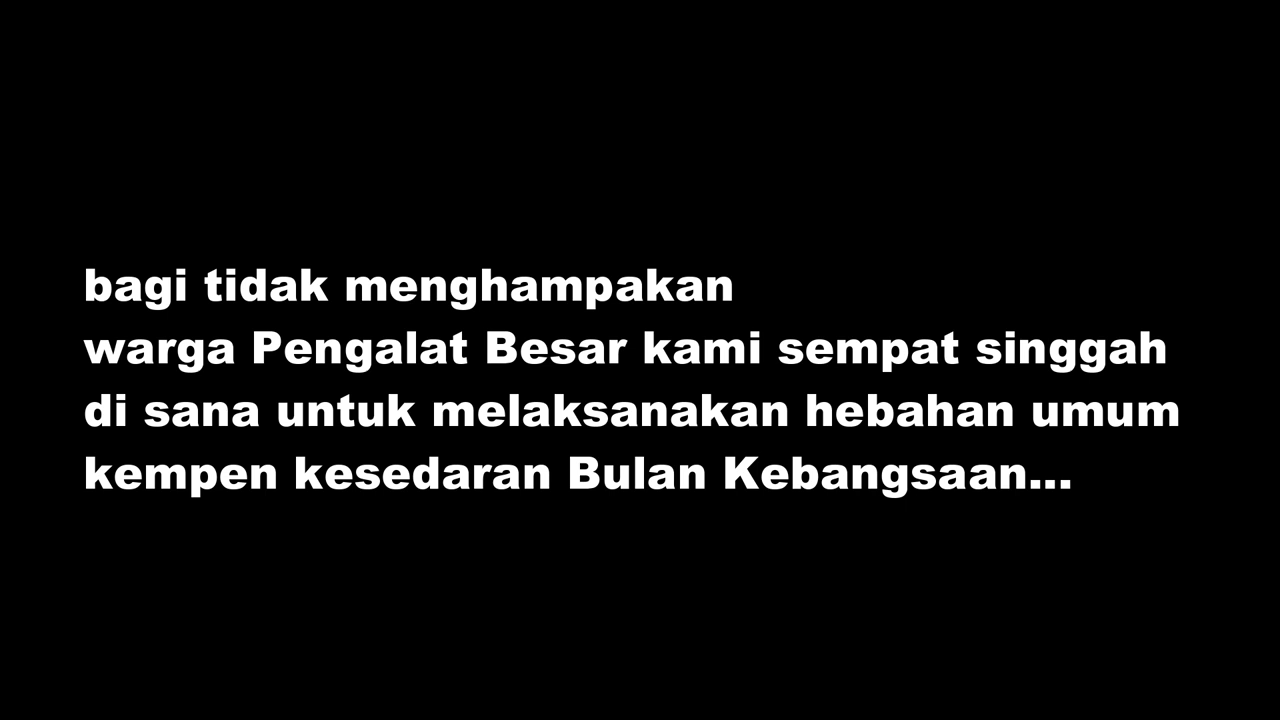 bagi tidak menghampakan
warga Pengalat Besar kami sempat singgah
di sana untuk melaksanakan hebahan umum
kempen kesedaran Bulan Kebangsaan...